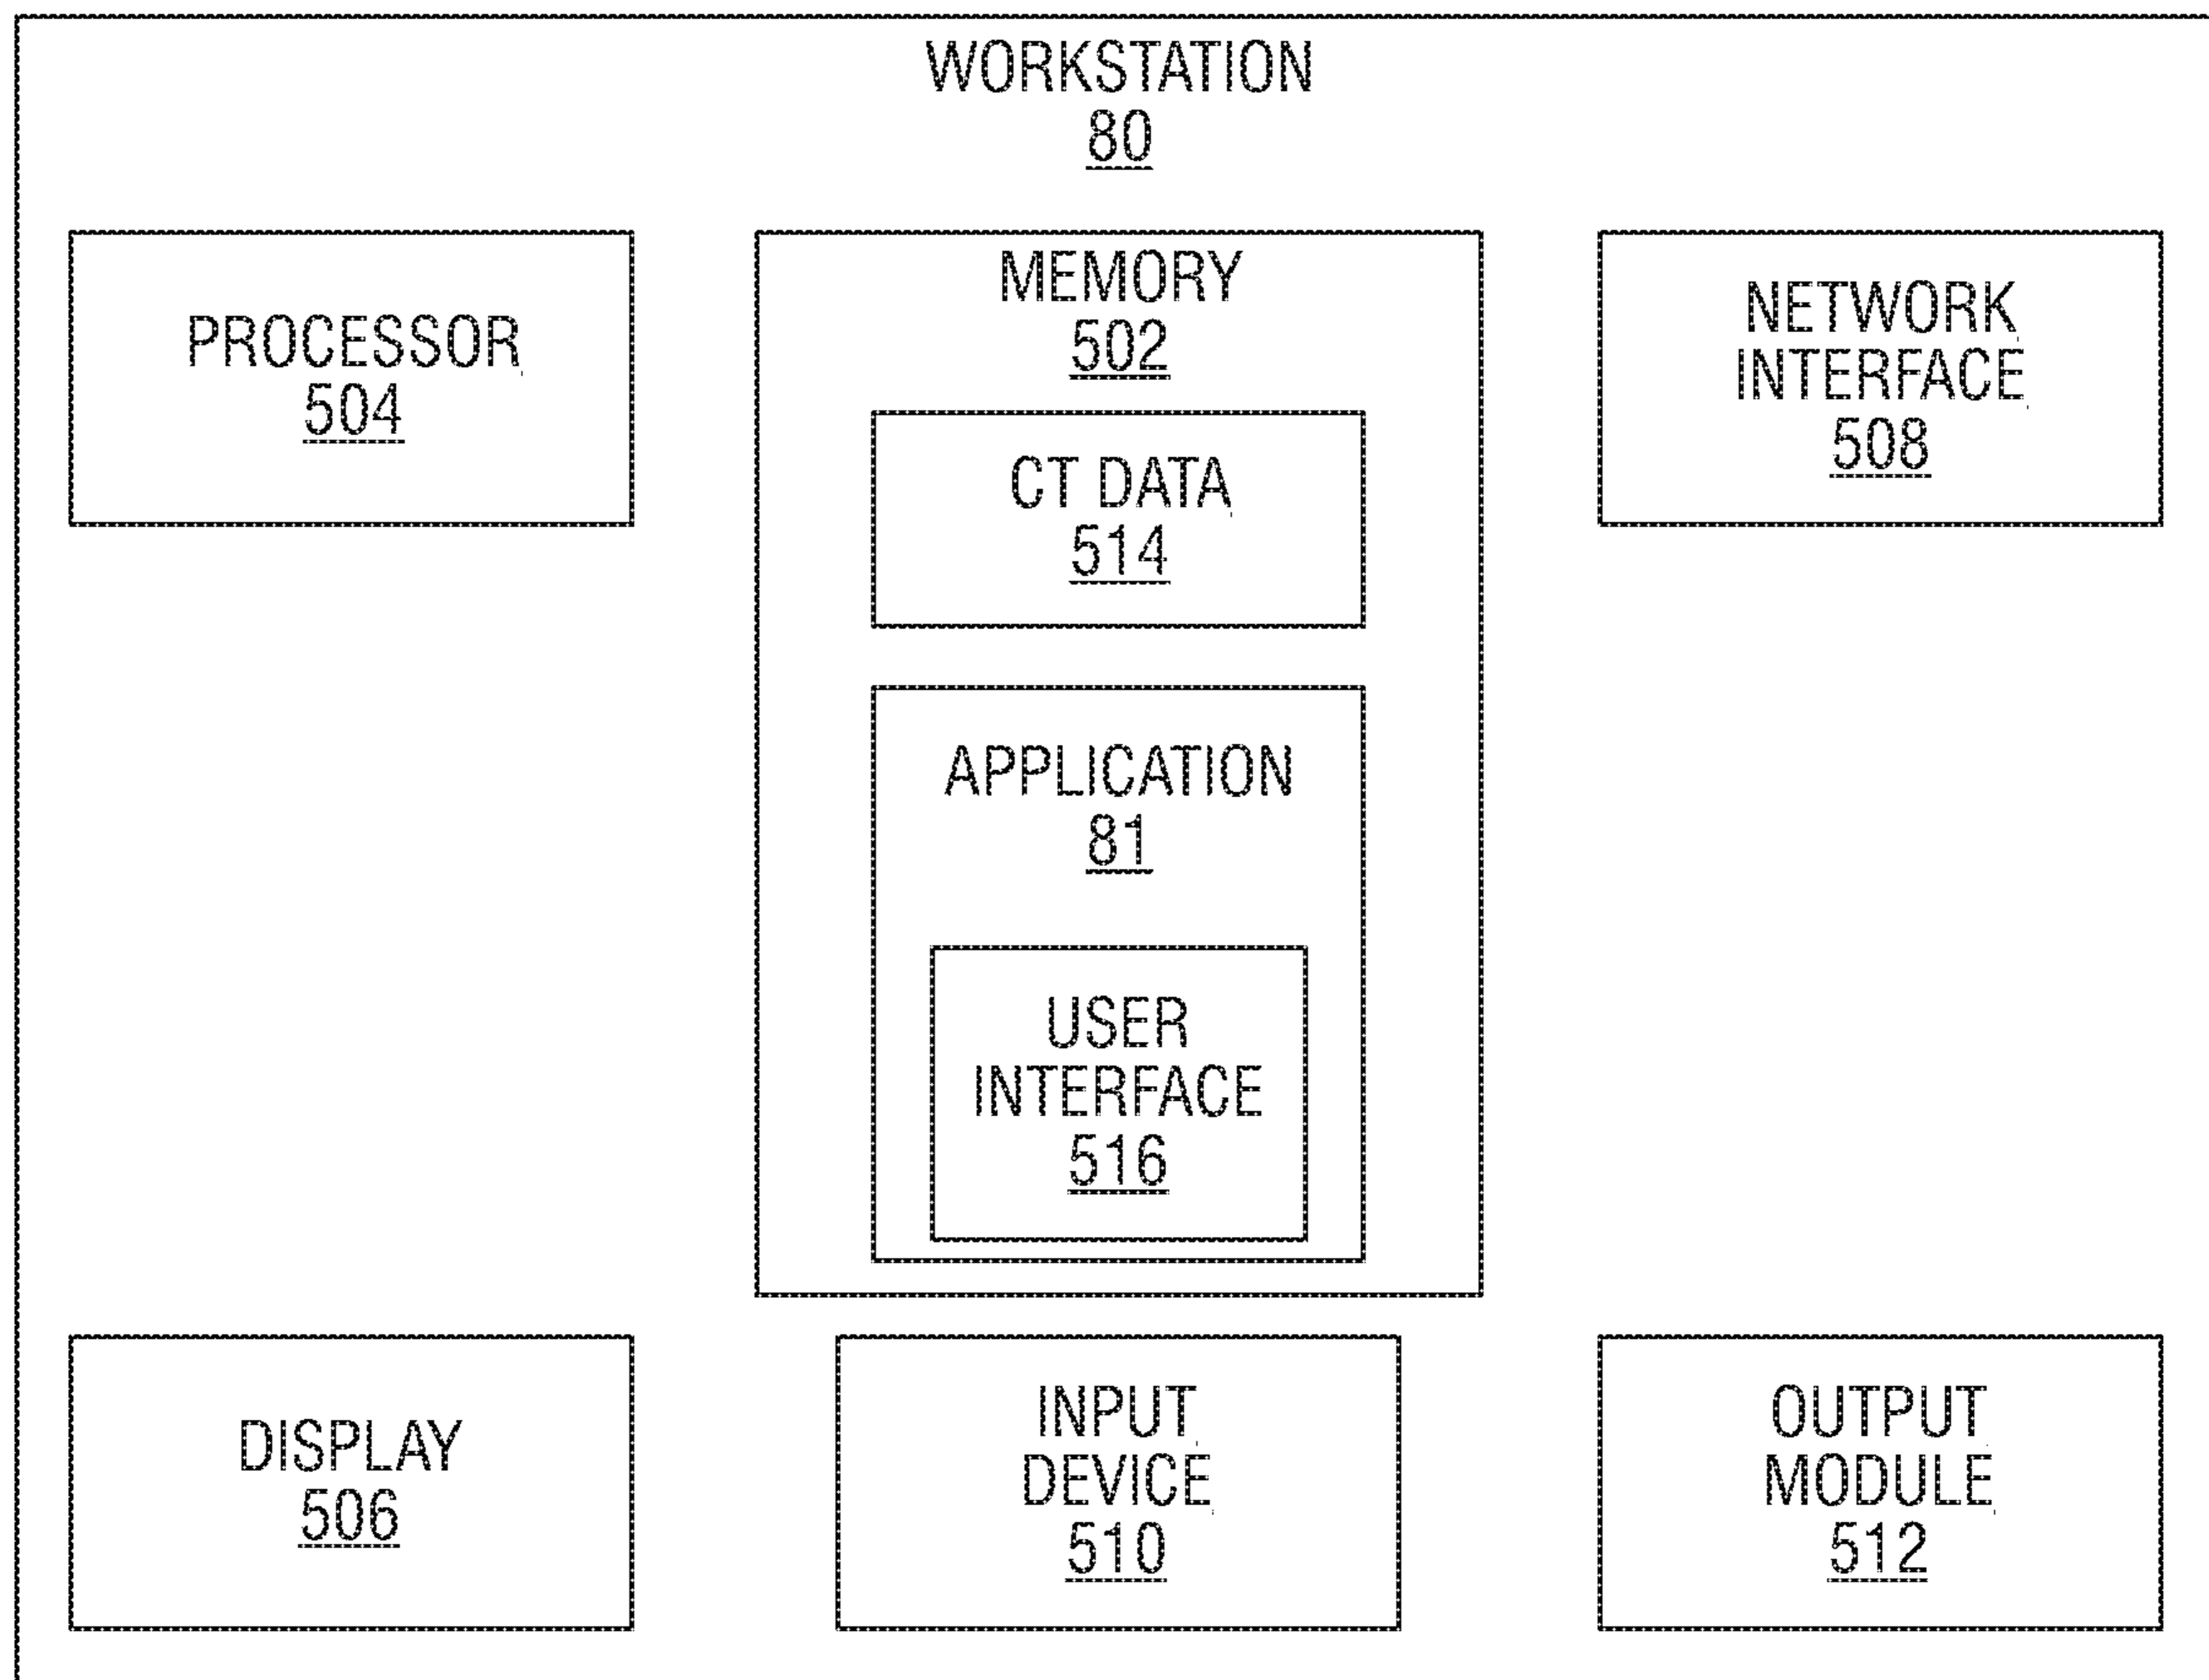 WORKSTATION
80
PROCESSOR
504
MEMORY
502
CT DATA
514
APPLICATION
81
USER
INTERFACE
516
NETWORK
INTERFACE
508
DISPLAY
506
INPUT
DEVICE
510
OUTPUT
MODULE
512